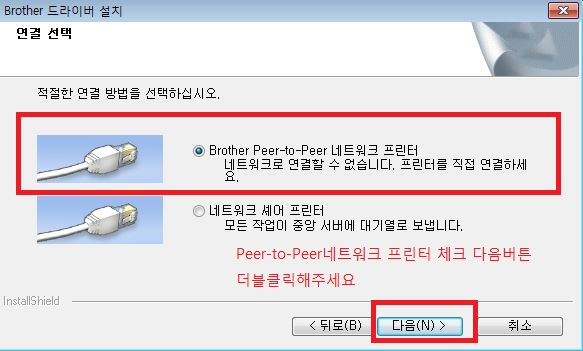 Brother 드라이버 설치
연결 선택
적절한 연결 방법을 선택하십시오.
Brother Peer-to-Peer 네트워크 프린터
네트워크로 연결할 수 없습니다. 프린터를 직접 연결하세
요.
네트워크 셰어 프린터
모든 작업이 중앙 서버에 대기열로 보냅니다.
Peer-to-Peer네트워크 프린터 체크 다음버튼
더블클릭해주세요
InstallShield
< 뒤로(B)
다음(N) >
취소